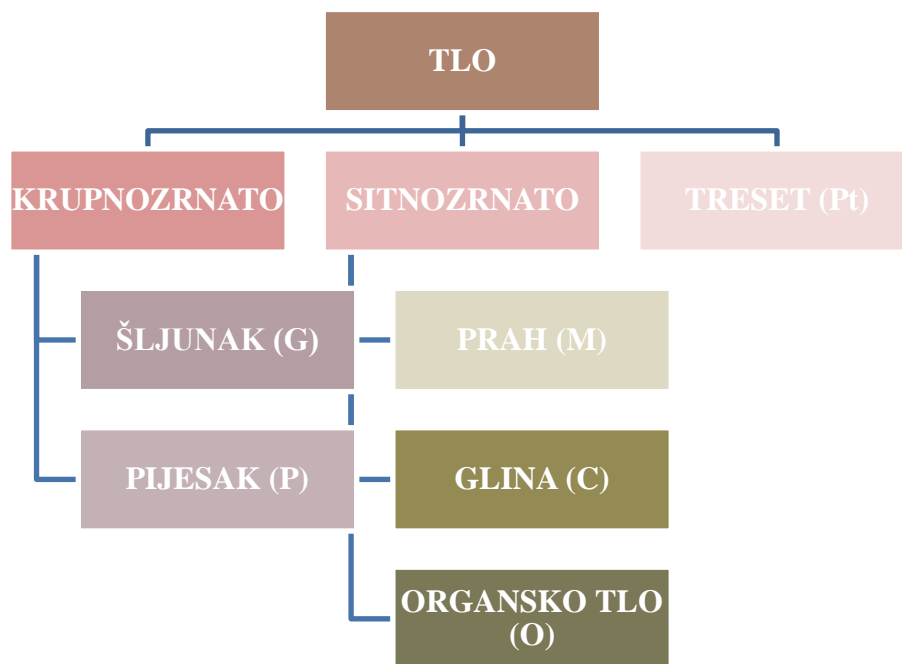 TLO
KRUPNOZRNATO
SITNOZRNATO
TRESET (Pt)
ŠLJUNAK (G)
PRAH (M)
PIJESAK (P)
GLINA (C)
ORGANSKO TLO
(O)